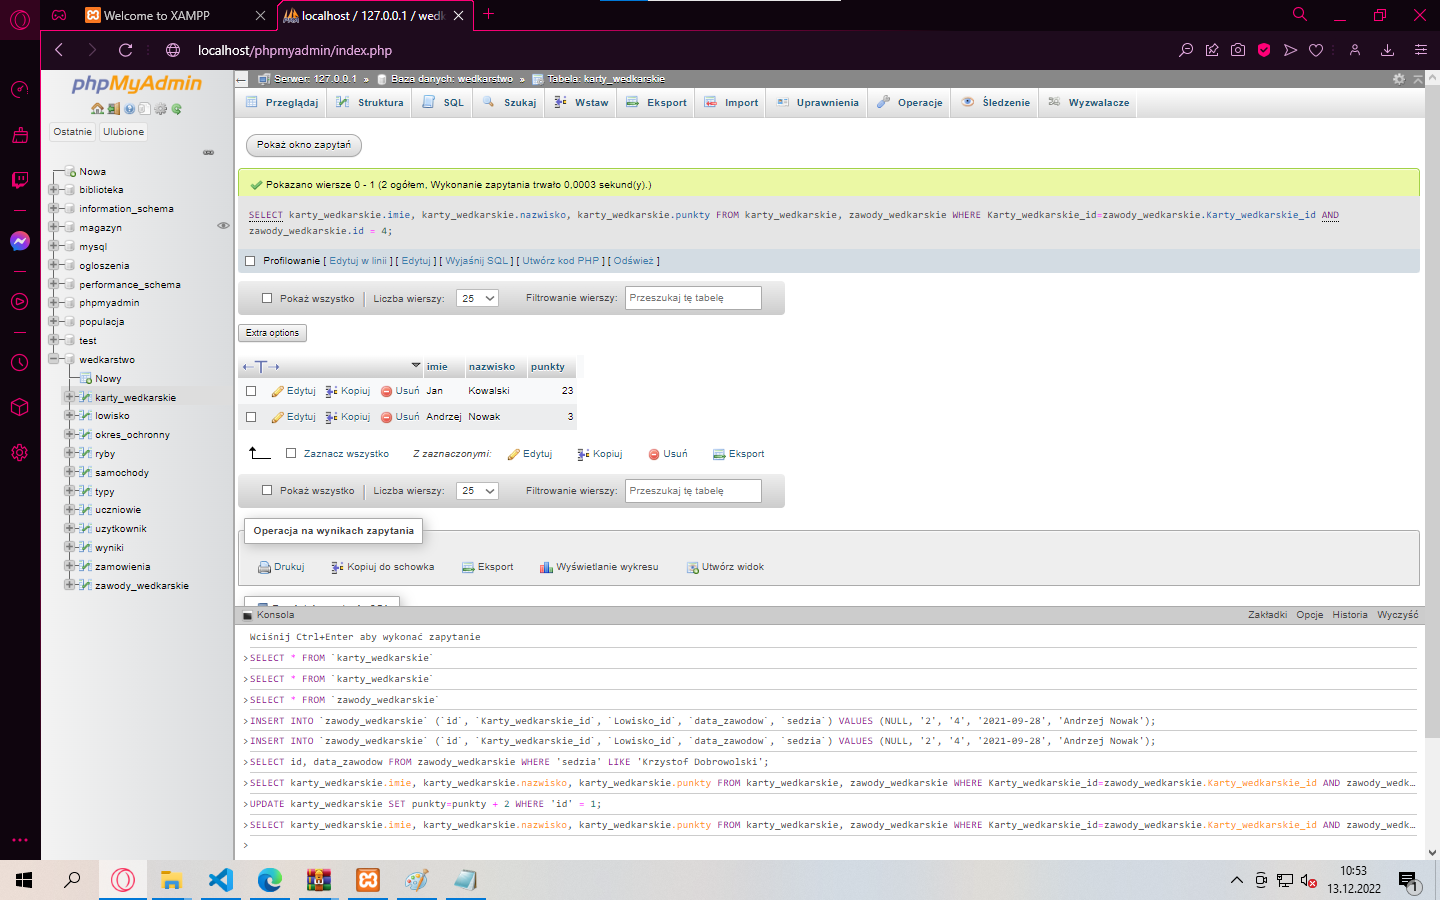 Welcome to XAMPP
localhost / 127.0.0.1 / wedk
localhost/phpmyadmin/index.php
phpMyAdmin
Ostatnie
Ulubione
Nowa
biblioteka
information_schema
magazyn
mysql
ogloszenia
performance_schema
phpmyadmin
populacja
test
wedkarstwo
Nowy
karty_wedkarskie
lowisko
okres_ochronny
ryby
samochody
typy
uczniowie
uzytkownik
wyniki
zamowienia
zawody_wedkarskie
Serwer: 127.0.0.1 » Baza danych: wedkarstwo » Tabela: karty_wedkarskie
Przeglądaj Struktura SQL Szukaj Wstaw Eksport Import Uprawnienia Operacje Śledzenie Wyzwalacze
Pokaż okno zapytań
Pokazano wiersze 0 - 1 (2 ogółem, Wykonanie zapytania trwało 0,0003 sekund(y).)
SELECT karty_wedkarskie.imie, karty_wedkarskie.nazwisko, karty_wedkarskie.punkty FROM karty_wedkarskie, zawody_wedkarskie WHERE Karty_wedkarskie_id=zawody_wedkarskie.Karty_wedkarskie_id AND
zawody_wedkarskie.id = 4;
Profilowanie [ Edytuj w linii ] [ Edytuj ] [ Wyjaśnij SQL ] [ Utwórz kod PHP ] [ Odśwież ]
Pokaż wszystko | Liczba wierszy: 25 Filtrowanie wierszy: Przeszukaj tę tabelę
Extra options
←T→ imie nazwisko punkty
Edytuj Kopiuj Usuń Jan Kowalski 23
Edytuj Kopiuj Usuń Andrzej Nowak 3
Zaznacz wszystko Z zaznaczonymi: Edytuj Kopiuj Usuń Eksport
Pokaż wszystko | Liczba wierszy: 25 Filtrowanie wierszy: Przeszukaj tę tabelę
Operacja na wynikach zapytania
Drukuj Kopiuj do schowka Eksport Wyświetlanie wykresu Utwórz widok
Konsola Zakładki Opcje Historia Wyczyść
Wciśnij Ctrl+Enter aby wykonać zapytanie
>SELECT * FROM `karty_wedkarskie`
>SELECT * FROM `karty_wedkarskie`
>SELECT * FROM `zawody_wedkarskie`
>INSERT INTO `zawody_wedkarskie` (`id`, `Karty_wedkarskie_id`, `Lowisko_id`, `data_zawodow`, `sedzia`) VALUES (NULL, '2', '4', '2021-09-28', 'Andrzej Nowak');
>INSERT INTO `zawody_wedkarskie` (`id`, `Karty_wedkarskie_id`, `Lowisko_id`, `data_zawodow`, `sedzia`) VALUES (NULL, '2', '4', '2021-09-28', 'Andrzej Nowak');
>SELECT id, data_zawodow FROM zawody_wedkarskie WHERE 'sedzia' LIKE 'Krzystof Dobrowolski';
>SELECT karty_wedkarskie.imie, karty_wedkarskie.nazwisko, karty_wedkarskie.punkty FROM karty_wedkarskie, zawody_wedkarskie WHERE Karty_wedkarskie_id=zawody_wedkarskie.Karty_wedkarskie_id AND zawody_wedk…
>UPDATE karty_wedkarskie SET punkty=punkty + 2 WHERE 'id' = 1;
>SELECT karty_wedkarskie.imie, karty_wedkarskie.nazwisko, karty_wedkarskie.punkty FROM karty_wedkarskie, zawody_wedkarskie WHERE Karty_wedkarskie_id=zawody_wedkarskie.Karty_wedkarskie_id AND zawody_wedk…
>
10:53
13.12.2022
1